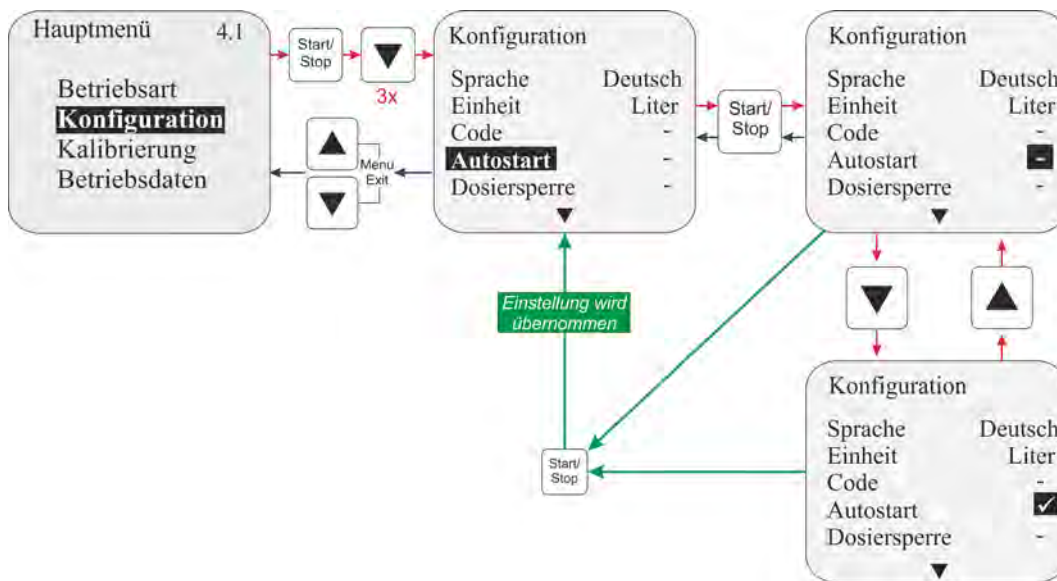 Hauptmenü 4.1
Betriebsart
Konfiguration
Kalibrierung
Betriebsdaten
Start/
Stop
3x
Menu
Exit
Konfiguration
Sprache Deutsch
Einheit Liter
Code -
Autostart -
Dosiersperre -
Start/
Stop
Konfiguration
Sprache Deutsch
Einheit Liter
Code -
Autostart -
Dosiersperre -
Einstellung wird
übernommen
Start/
Stop
Konfiguration
Sprache Deutsch
Einheit Liter
Code -
Autostart ✓
Dosiersperre -